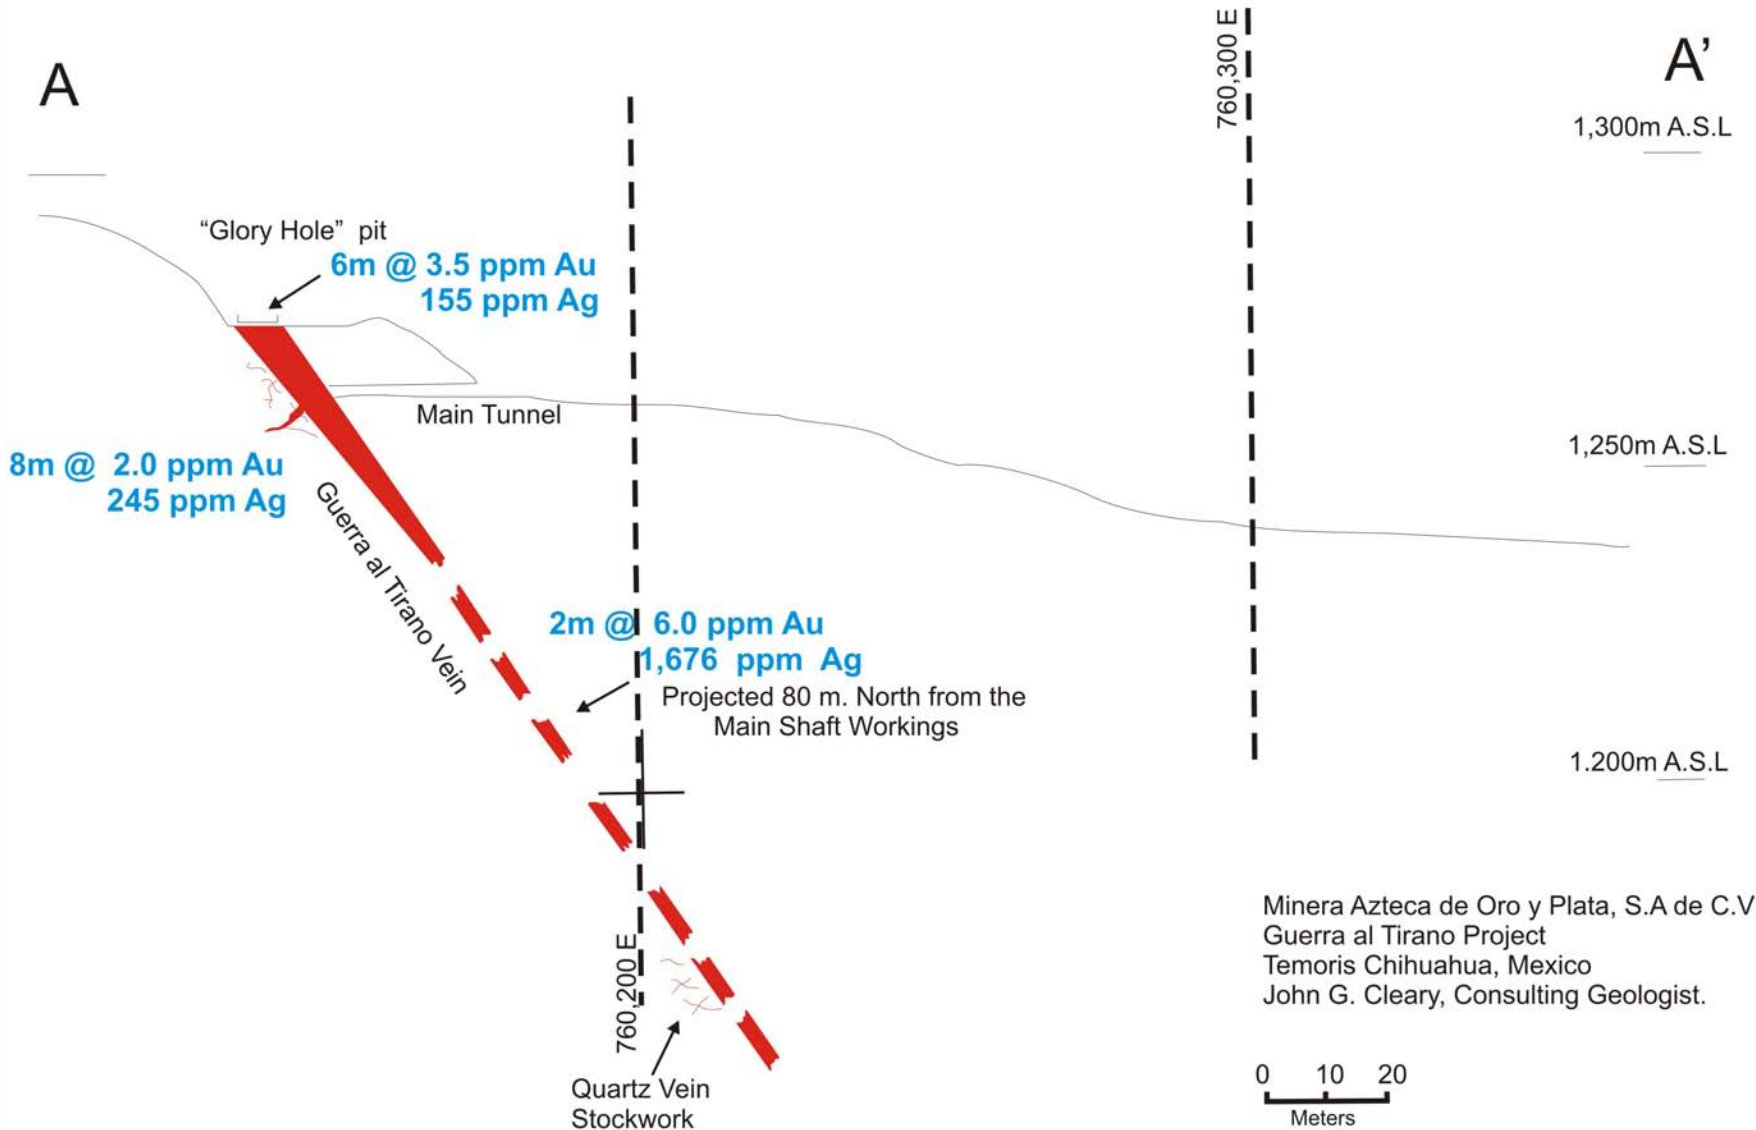 A
A’
760,300 E
1,300m A.S.L
“Glory Hole” pit
6m @ 3.5 ppm Au
155 ppm Ag
Main Tunnel
1,250m A.S.L
8m @ 2.0 ppm Au
245 ppm Ag
Guerra al Tirano Vein
2m @ 6.0 ppm Au
1,676 ppm Ag
Projected 80 m. North from the
Main Shaft Workings
1.200m A.S.L
760,200 E
Minera Azteca de Oro y Plata, S.A de C.V
Guerra al Tirano Project
Temoris Chihuahua, Mexico
John G. Cleary, Consulting Geologist.
Quartz Vein
Stockwork
0 10 20
Meters